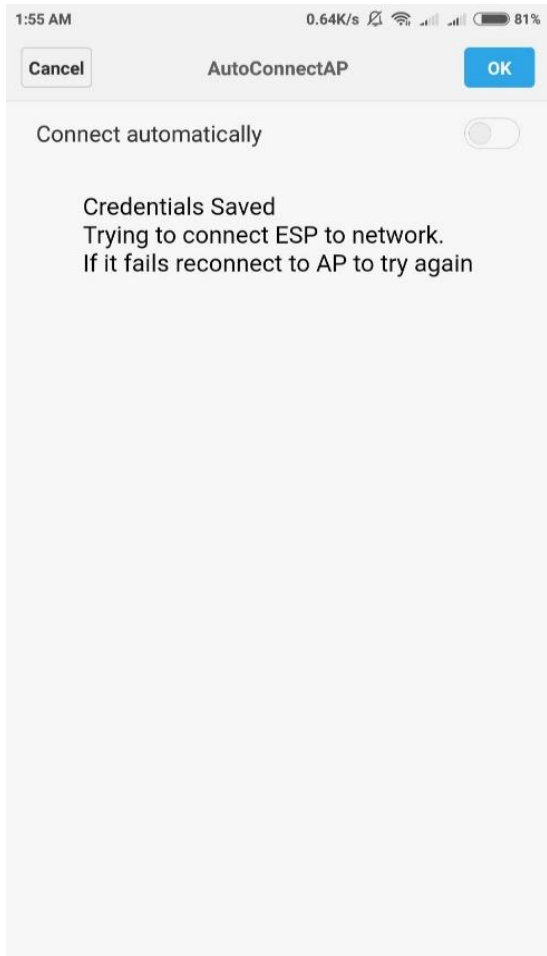 1:55 AM 0.64K/s 81%
Cancel AutoConnectAP OK
Connect automatically
Credentials Saved
Trying to connect ESP to network.
If it fails reconnect to AP to try again